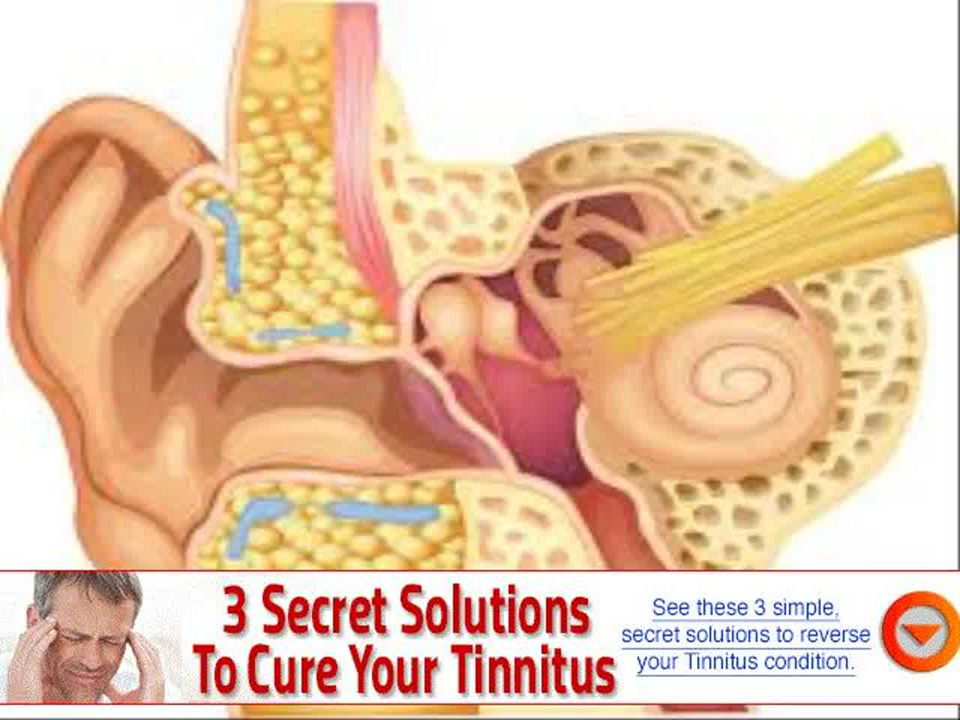 3 Secret Solutions
To Cure Your Tinnitus
See these 3 simple,
secret solutions to reverse
your Tinnitus condition.